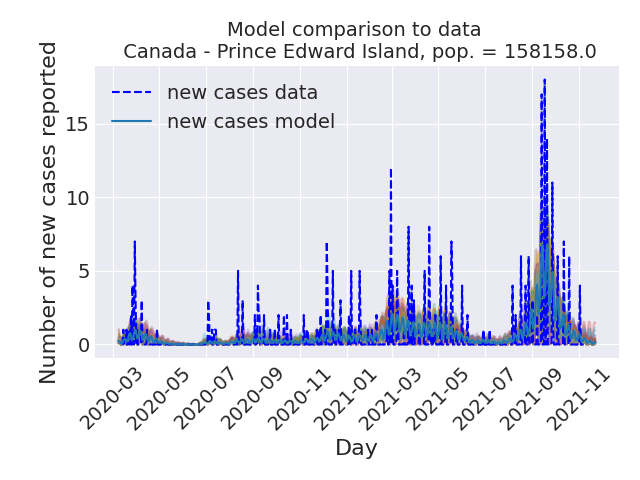 Model comparison to data
Canada - Prince Edward Island, pop. = 158158.0
new cases data
new cases model
Number of new cases reported
15
10
5
0
2020-03
2020-05
2020-07
2020-09
2020-11
2021-01
2021-03
2021-05
2021-07
2021-09
2021-11
Day